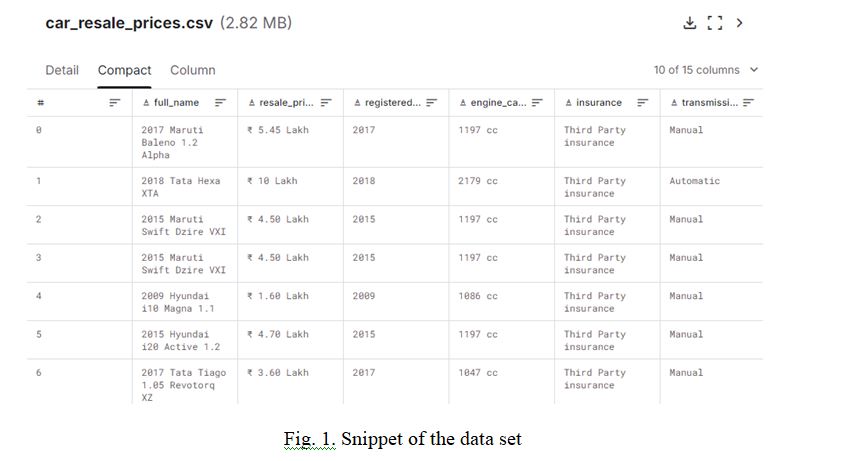 car_resale_prices.csv (2.82 MB)
Detail Compact Column 10 of 15 columns
# full_name resale_pri... registered... engine_ca... insurance transmissi...
0 2017 Maruti ₹ 5.45 Lakh 2017 1197 cc Third Party Manual
Baleno 1.2 insurance
Alpha
1 2018 Tata Hexa ₹ 10 Lakh 2018 2179 cc Third Party Automatic
XTA insurance
2 2015 Maruti ₹ 4.50 Lakh 2015 1197 cc Third Party Manual
Swift Dzire VXI insurance
3 2015 Maruti ₹ 4.50 Lakh 2015 1197 cc Third Party Manual
Swift Dzire VXI insurance
4 2009 Hyundai ₹ 1.60 Lakh 2009 1086 cc Third Party Manual
i10 Magna 1.1 insurance
5 2015 Hyundai ₹ 4.70 Lakh 2015 1197 cc Third Party Manual
i20 Active 1.2 insurance
6 2017 Tata Tiago ₹ 3.60 Lakh 2017 1047 cc Third Party Manual
1.05 Revotorq insurance
XZ
Fig. 1. Snippet of the data set